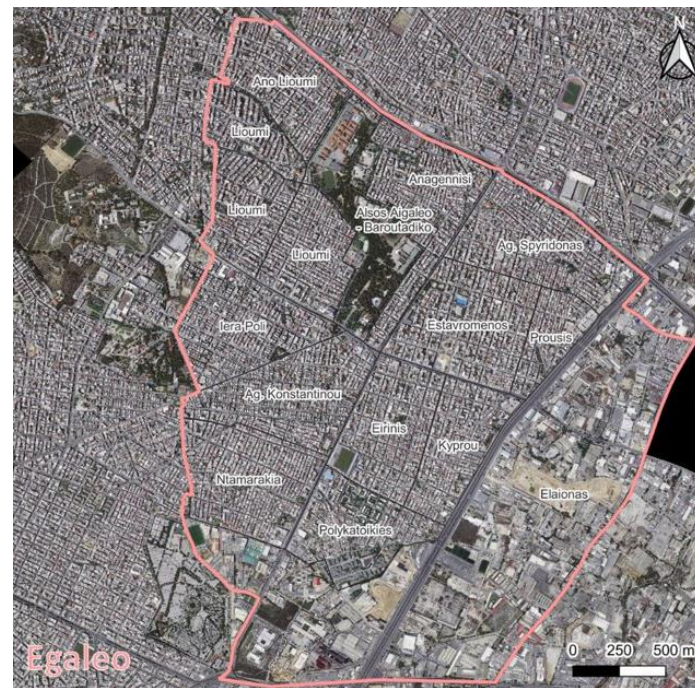 N
Ano Lioumi
Lioumi
Anagennisi
Lioumi
Alsos Aigaleo
- Baroutadiko
Lioumi
Ag. Spyridonas
Iera Poli
Estavromenos
Prousis
Ag. Konstantinou
Eirinis
Kyprou
Ntamarakia
Elaionas
Polykatoikies
Egaleo
0 250 500 m